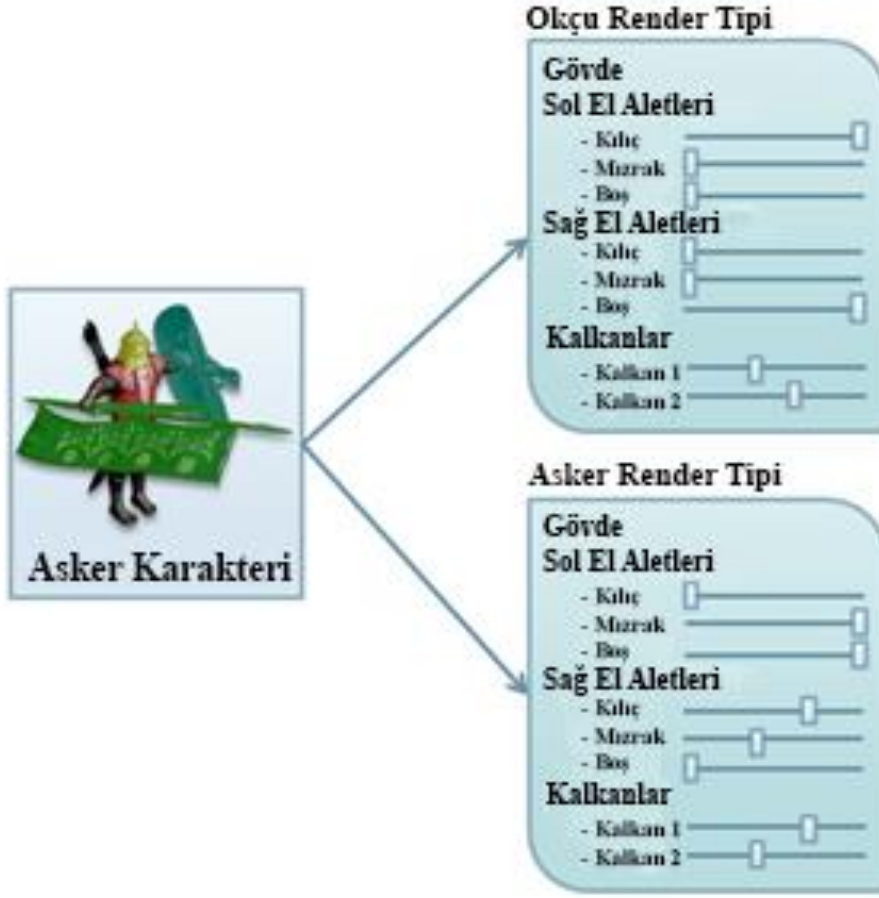 Okçu Render Tipi
Gövde
Sol El Aletleri
- Kılıç
- Mızrak
- Boş
Sağ El Aletleri
- Kılıç
- Mızrak
- Boş
Kalkanlar
- Kalkan 1
- Kalkan 2
Asker Karakteri
Asker Render Tipi
Gövde
Sol El Aletleri
- Kılıç
- Mızrak
- Boş
Sağ El Aletleri
- Kılıç
- Mızrak
- Boş
Kalkanlar
- Kalkan 1
- Kalkan 2